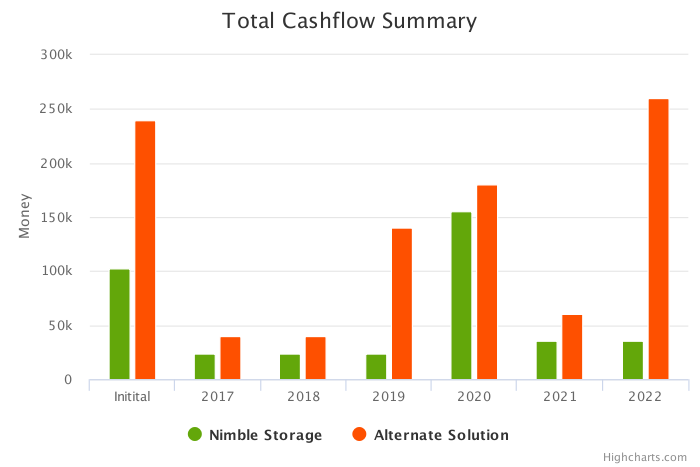 Total Cashflow Summary
300k
250k
200k
150k
100k
50k
0
Money
Initital 2017 2018 2019 2020 2021 2022
Nimble Storage Alternate Solution
Highcharts.com